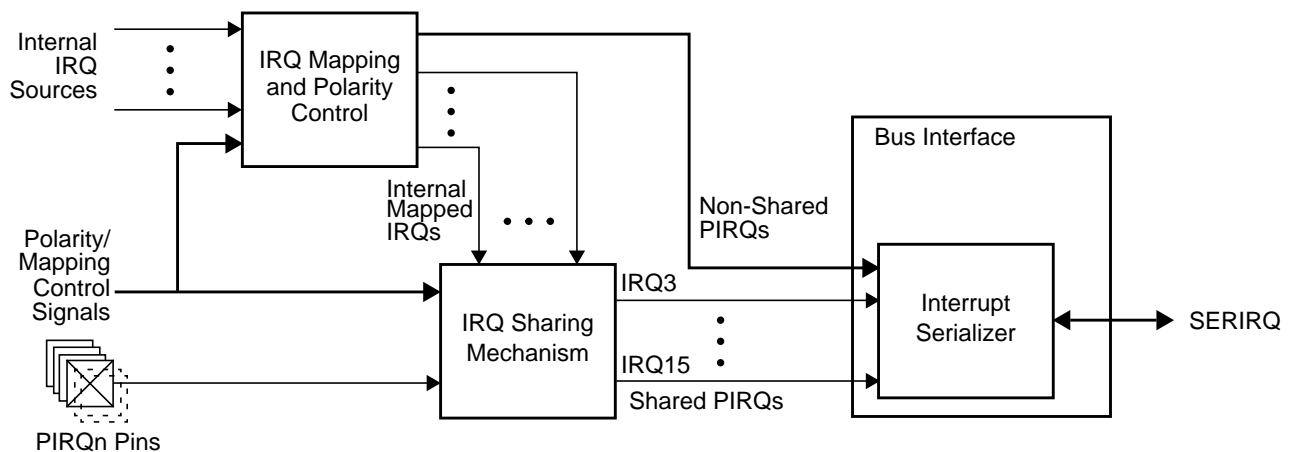 Internal
IRQ
Sources
IRQ Mapping
and Polarity
Control
Bus Interface
Internal
Mapped
IRQs
Non-Shared
PIRQs
Polarity/
Mapping
Control
Signals
IRQ Sharing
Mechanism
IRQ3
IRQ15
Shared PIRQs
Interrupt
Serializer
SERIRQ
PIRQn Pins